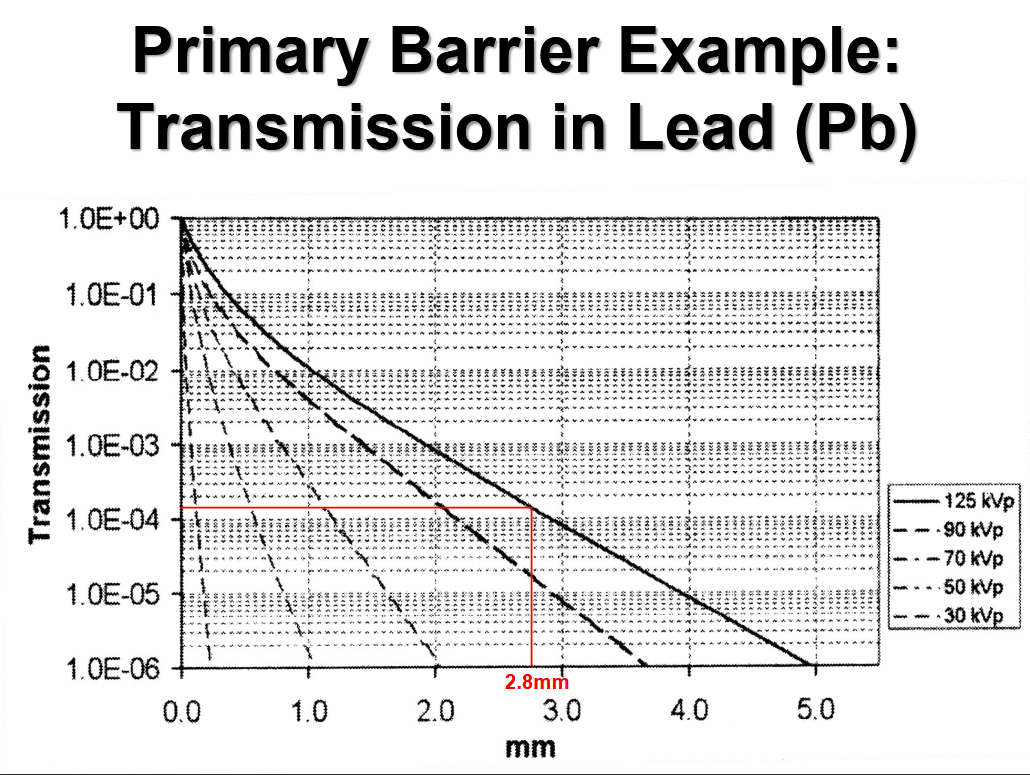 Primary Barrier Example:
Transmission in Lead (Pb)
1.0E+00
1.0E-01
1.0E-02
1.0E-03
1.0E-04
1.0E-05
1.0E-06
Transmission
125 kVp
90 kVp
70 kVp
50 kVp
30 kVp
2.8mm
0.0 1.0 2.0 3.0 4.0 5.0
mm